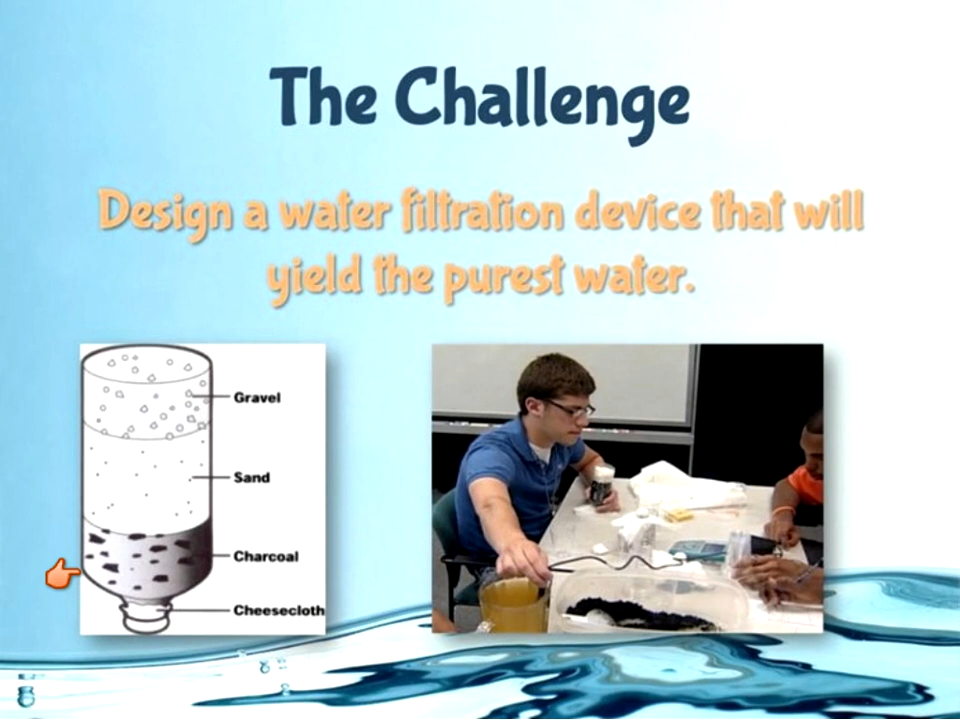 The Challenge
Design a water filtration device that will
yield the purest water.
Gravel
Sand
Charcoal
Cheesecloth